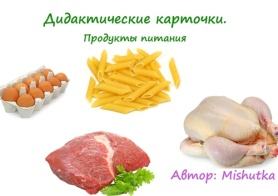 Дидактические карточки.
Продукты питания
Автор: Mishutka